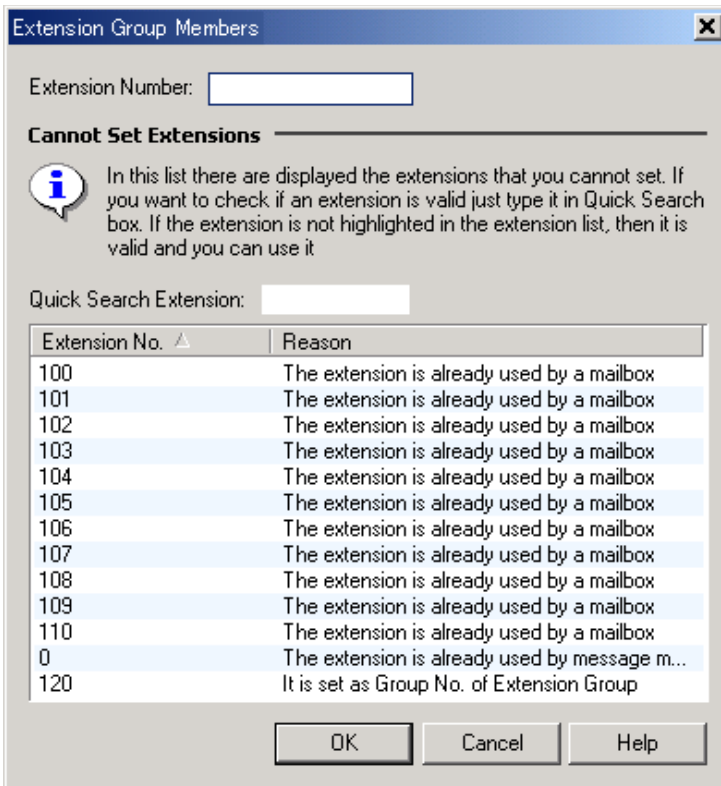 Extension Group Members
Extension Number:
Cannot Set Extensions
In this list there are displayed the extensions that you cannot set. If
you want to check if an extension is valid just type it in Quick Search
box. If the extension is not highlighted in the extension list, then it is
valid and you can use it
Quick Search Extension:
Extension No. Reason
100 The extension is already used by a mailbox
101 The extension is already used by a mailbox
102 The extension is already used by a mailbox
103 The extension is already used by a mailbox
104 The extension is already used by a mailbox
105 The extension is already used by a mailbox
106 The extension is already used by a mailbox
107 The extension is already used by a mailbox
108 The extension is already used by a mailbox
109 The extension is already used by a mailbox
110 The extension is already used by a mailbox
0 The extension is already used by message m...
120 It is set as Group No. of Extension Group
OK Cancel Help